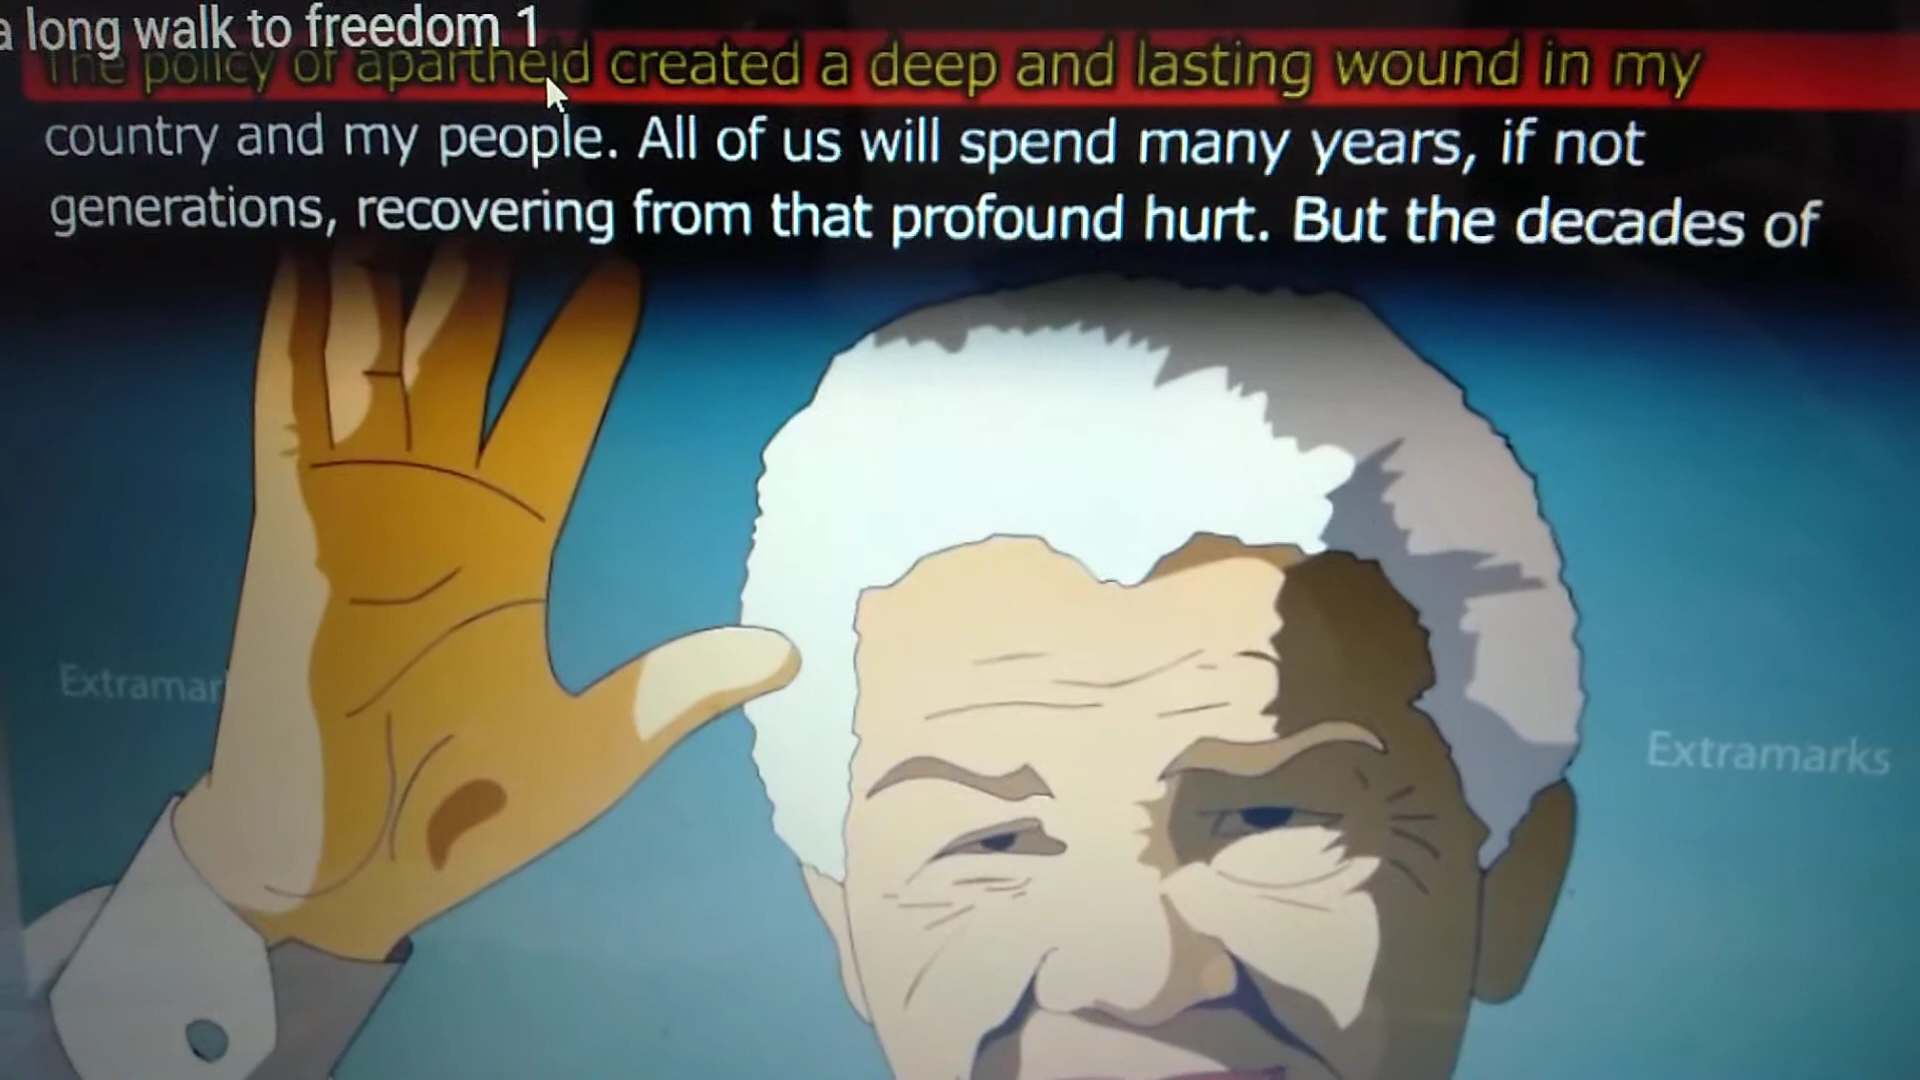 a long walk to freedom 1
The policy of apartheid created a deep and lasting wound in my
country and my people. All of us will spend many years, if not
generations, recovering from that profound hurt. But the decades of
Extramar
Extramarks